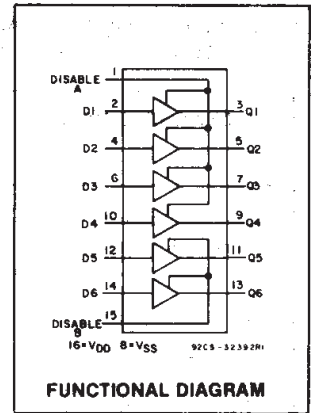 1
DISABLE
A
D1 2 3 Q1
D2 4 5 Q2
D3 6 7 Q3
D4 10 9 Q4
D5 12 11 Q5
D6 14 13 Q6
DISABLE
B
15
16=VDD 8=VSS 92CS-32392R1
FUNCTIONAL DIAGRAM